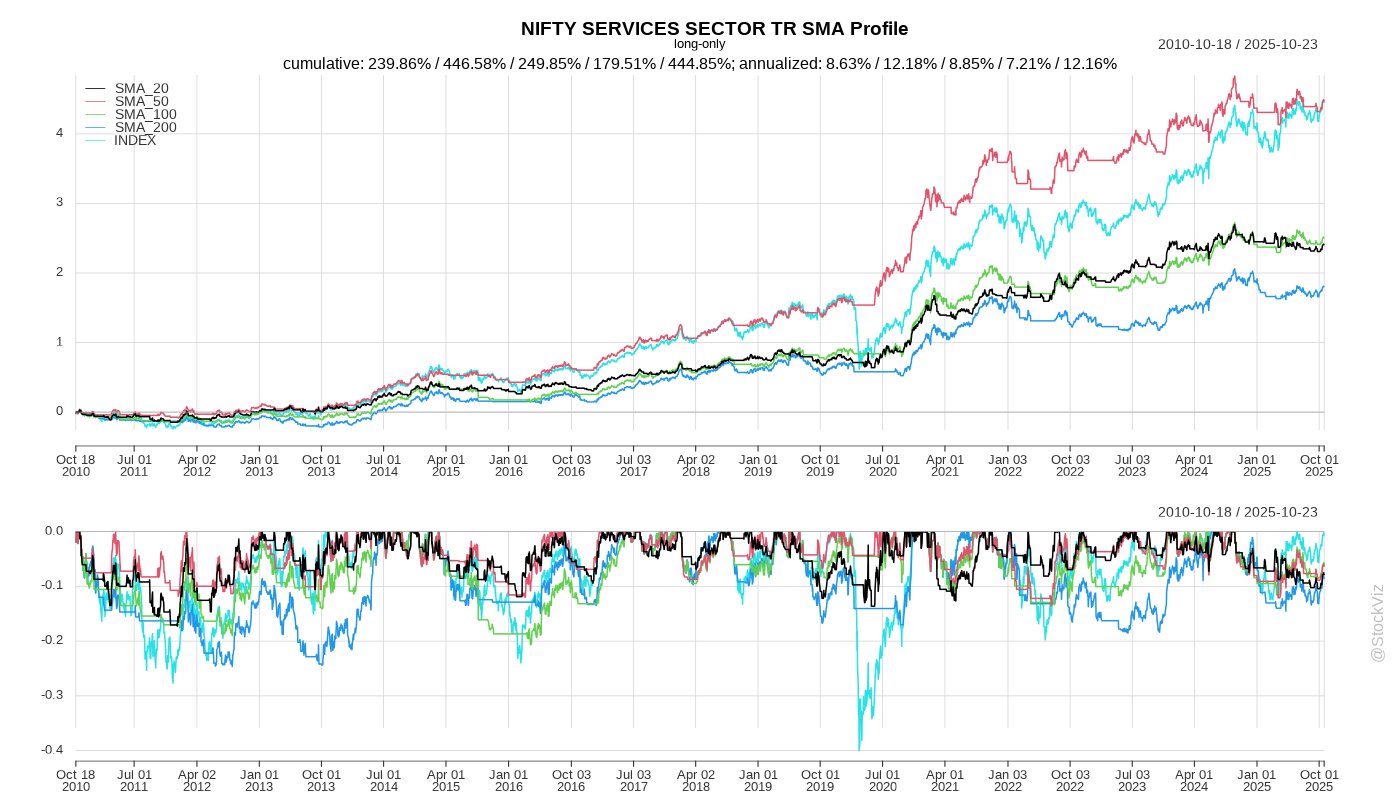 NIFTY SERVICES SECTOR TR SMA Profile
long-only
2010-10-18 / 2025-10-23
cumulative: 239.86% / 446.58% / 249.85% / 179.51% / 444.85%; annualized: 8.63% / 12.18% / 8.85% / 7.21% / 12.16%
SMA_20
SMA_50
SMA_100
SMA_200
INDEX
4
3
2
1
0
Oct 18 Jul 01 Apr 02 Jan 01 Oct 01 Jul 01 Apr 01 Jan 01 Oct 03 Jul 03 Apr 02 Jan 01 Oct 01 Jul 01 Apr 01 Jan 03 Oct 03 Jul 03 Apr 01 Jan 01 Oct 01
2010 2011 2012 2013 2013 2014 2015 2016 2016 2017 2018 2019 2019 2020 2021 2022 2022 2023 2024 2025 2025
2010-10-18 / 2025-10-23
0.0
-0.1
-0.2
-0.3
-0.4
Oct 18 Jul 01 Apr 02 Jan 01 Oct 01 Jul 01 Apr 01 Jan 01 Oct 03 Jul 03 Apr 02 Jan 01 Oct 01 Jul 01 Apr 01 Jan 03 Oct 03 Jul 03 Apr 01 Jan 01 Oct 01
2010 2011 2012 2013 2013 2014 2015 2016 2016 2017 2018 2019 2019 2020 2021 2022 2022 2023 2024 2025 2025
@StockViz